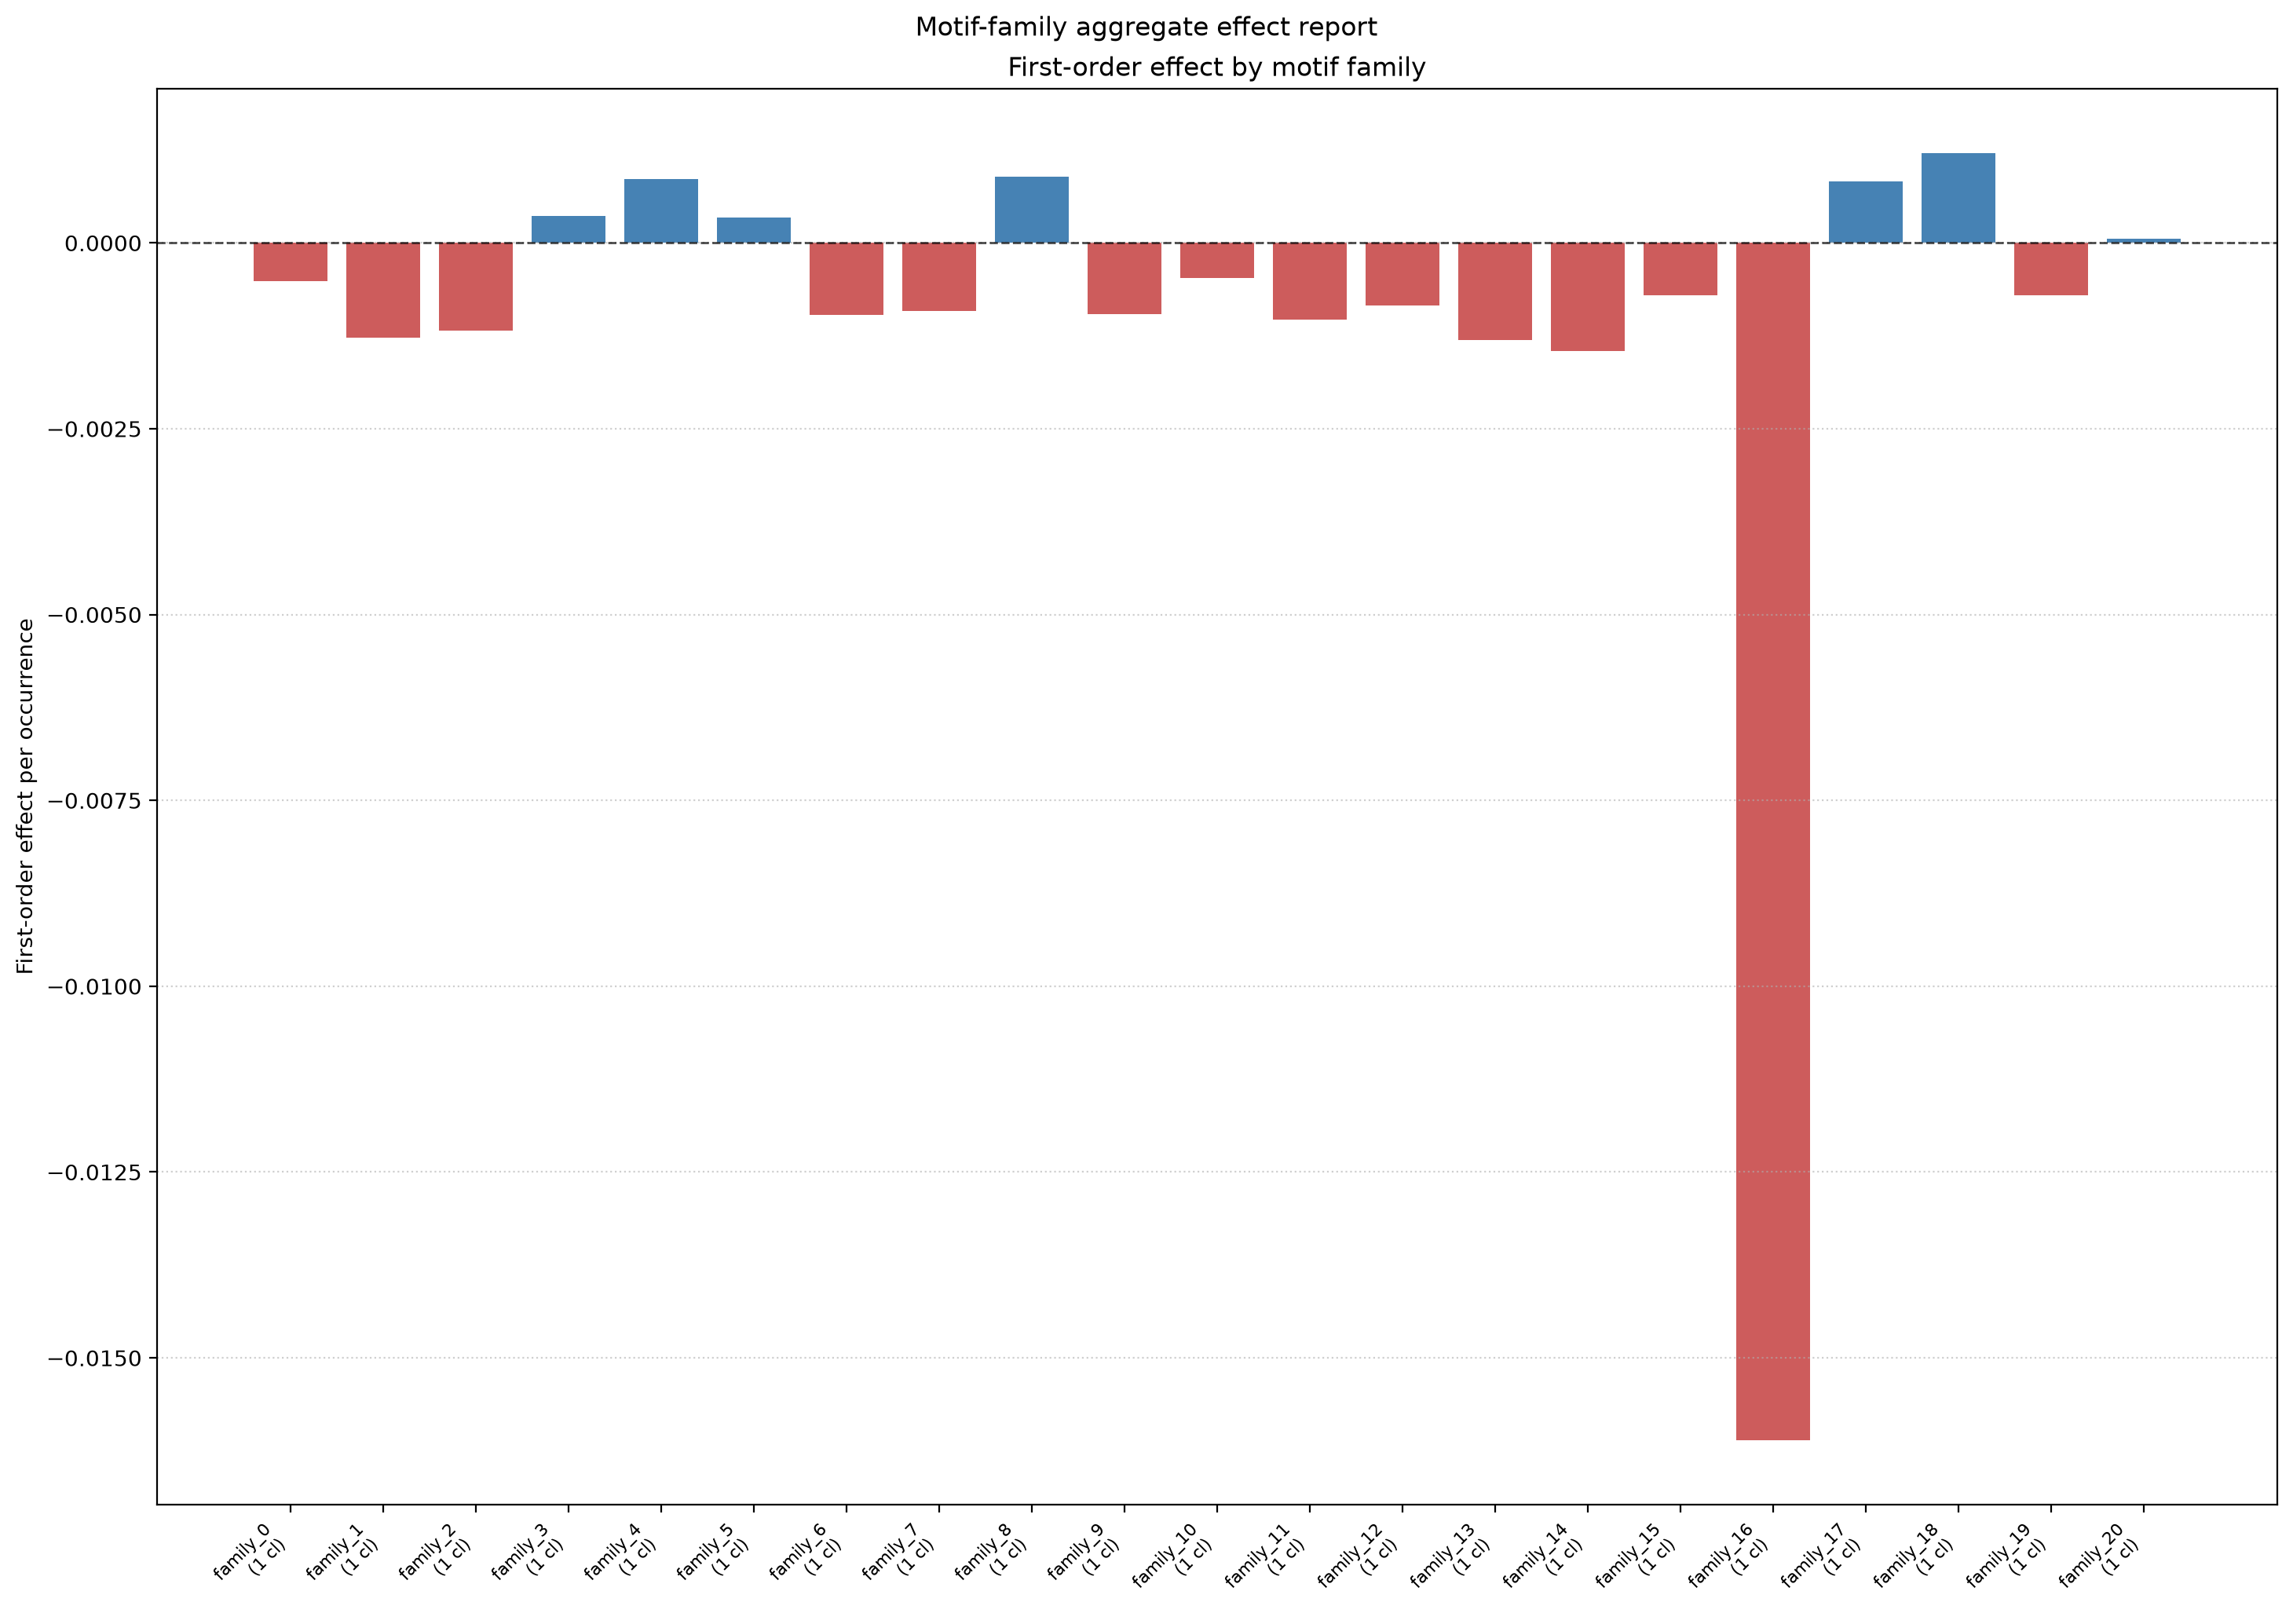 Motif-family aggregate effect report
First-order effect by motif family
First-order effect per occurrence
0.0000
−0.0025
−0.0050
−0.0075
−0.0100
−0.0125
−0.0150
family_0
(1 cl)
family_1
(1 cl)
family_2
(1 cl)
family_3
(1 cl)
family_4
(1 cl)
family_5
(1 cl)
family_6
(1 cl)
family_7
(1 cl)
family_8
(1 cl)
family_9
(1 cl)
family_10
(1 cl)
family_11
(1 cl)
family_12
(1 cl)
family_13
(1 cl)
family_14
(1 cl)
family_15
(1 cl)
family_16
(1 cl)
family_17
(1 cl)
family_18
(1 cl)
family_19
(1 cl)
family_20
(1 cl)